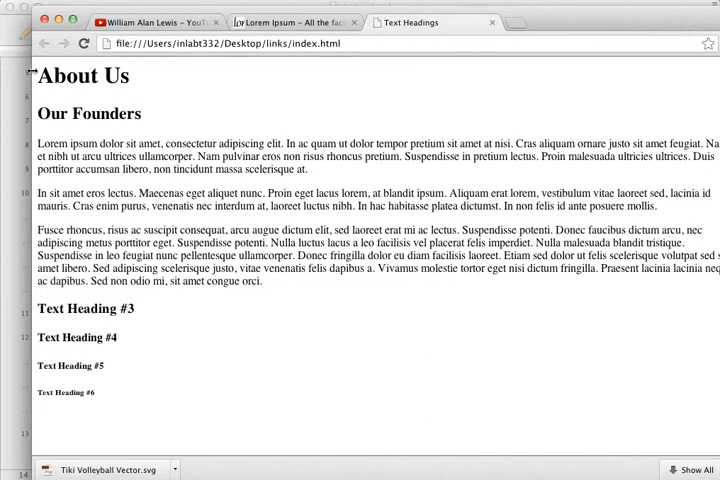 William Alan Lewis - YouT
Lorem Ipsum - All the fac
Text Headings
file:///Users/inlabt332/Desktop/links/index.html
About Us
Our Founders
Lorem ipsum dolor sit amet, consectetur adipiscing elit. In ac quam ut dolor tempor pretium sit amet at nisi. Cras aliquam ornare justo sit amet feugiat. Na
et nibh ut arcu ultrices ullamcorper. Nam pulvinar eros non risus rhoncus pretium. Suspendisse in pretium lectus. Proin malesuada ultricies ultrices. Duis
porttitor accumsan libero, non tincidunt massa scelerisque at.
In sit amet eros lectus. Maecenas eget aliquet nunc. Proin eget lacus lorem, at blandit ipsum. Aliquam erat lorem, vestibulum vitae laoreet sed, lacinia id
mauris. Cras enim purus, venenatis nec interdum at, laoreet luctus nibh. In hac habitasse platea dictumst. In non felis id ante posuere mollis.
Fusce rhoncus, risus ac suscipit consequat, arcu augue dictum elit, sed laoreet erat mi ac lectus. Suspendisse potenti. Donec faucibus dictum arcu, nec
adipiscing metus porttitor eget. Suspendisse potenti. Nulla luctus lacus a leo facilisis vel placerat felis imperdiet. Nulla malesuada blandit tristique.
Suspendisse in leo feugiat nunc pellentesque ullamcorper. Donec fringilla dolor eu diam facilisis laoreet. Etiam sed dolor ut felis scelerisque volutpat sed s
amet libero. Sed adipiscing scelerisque justo, vitae venenatis felis dapibus a. Vivamus molestie tortor eget nisi dictum fringilla. Praesent lacinia lacinia neq
ac dapibus. Sed non odio mi, sit amet congue orci.
Text Heading #3
Text Heading #4
Text Heading #5
Text Heading #6
6
7
8
9
10
11
12
13
14
Tiki Volleyball Vector.svg
Show All